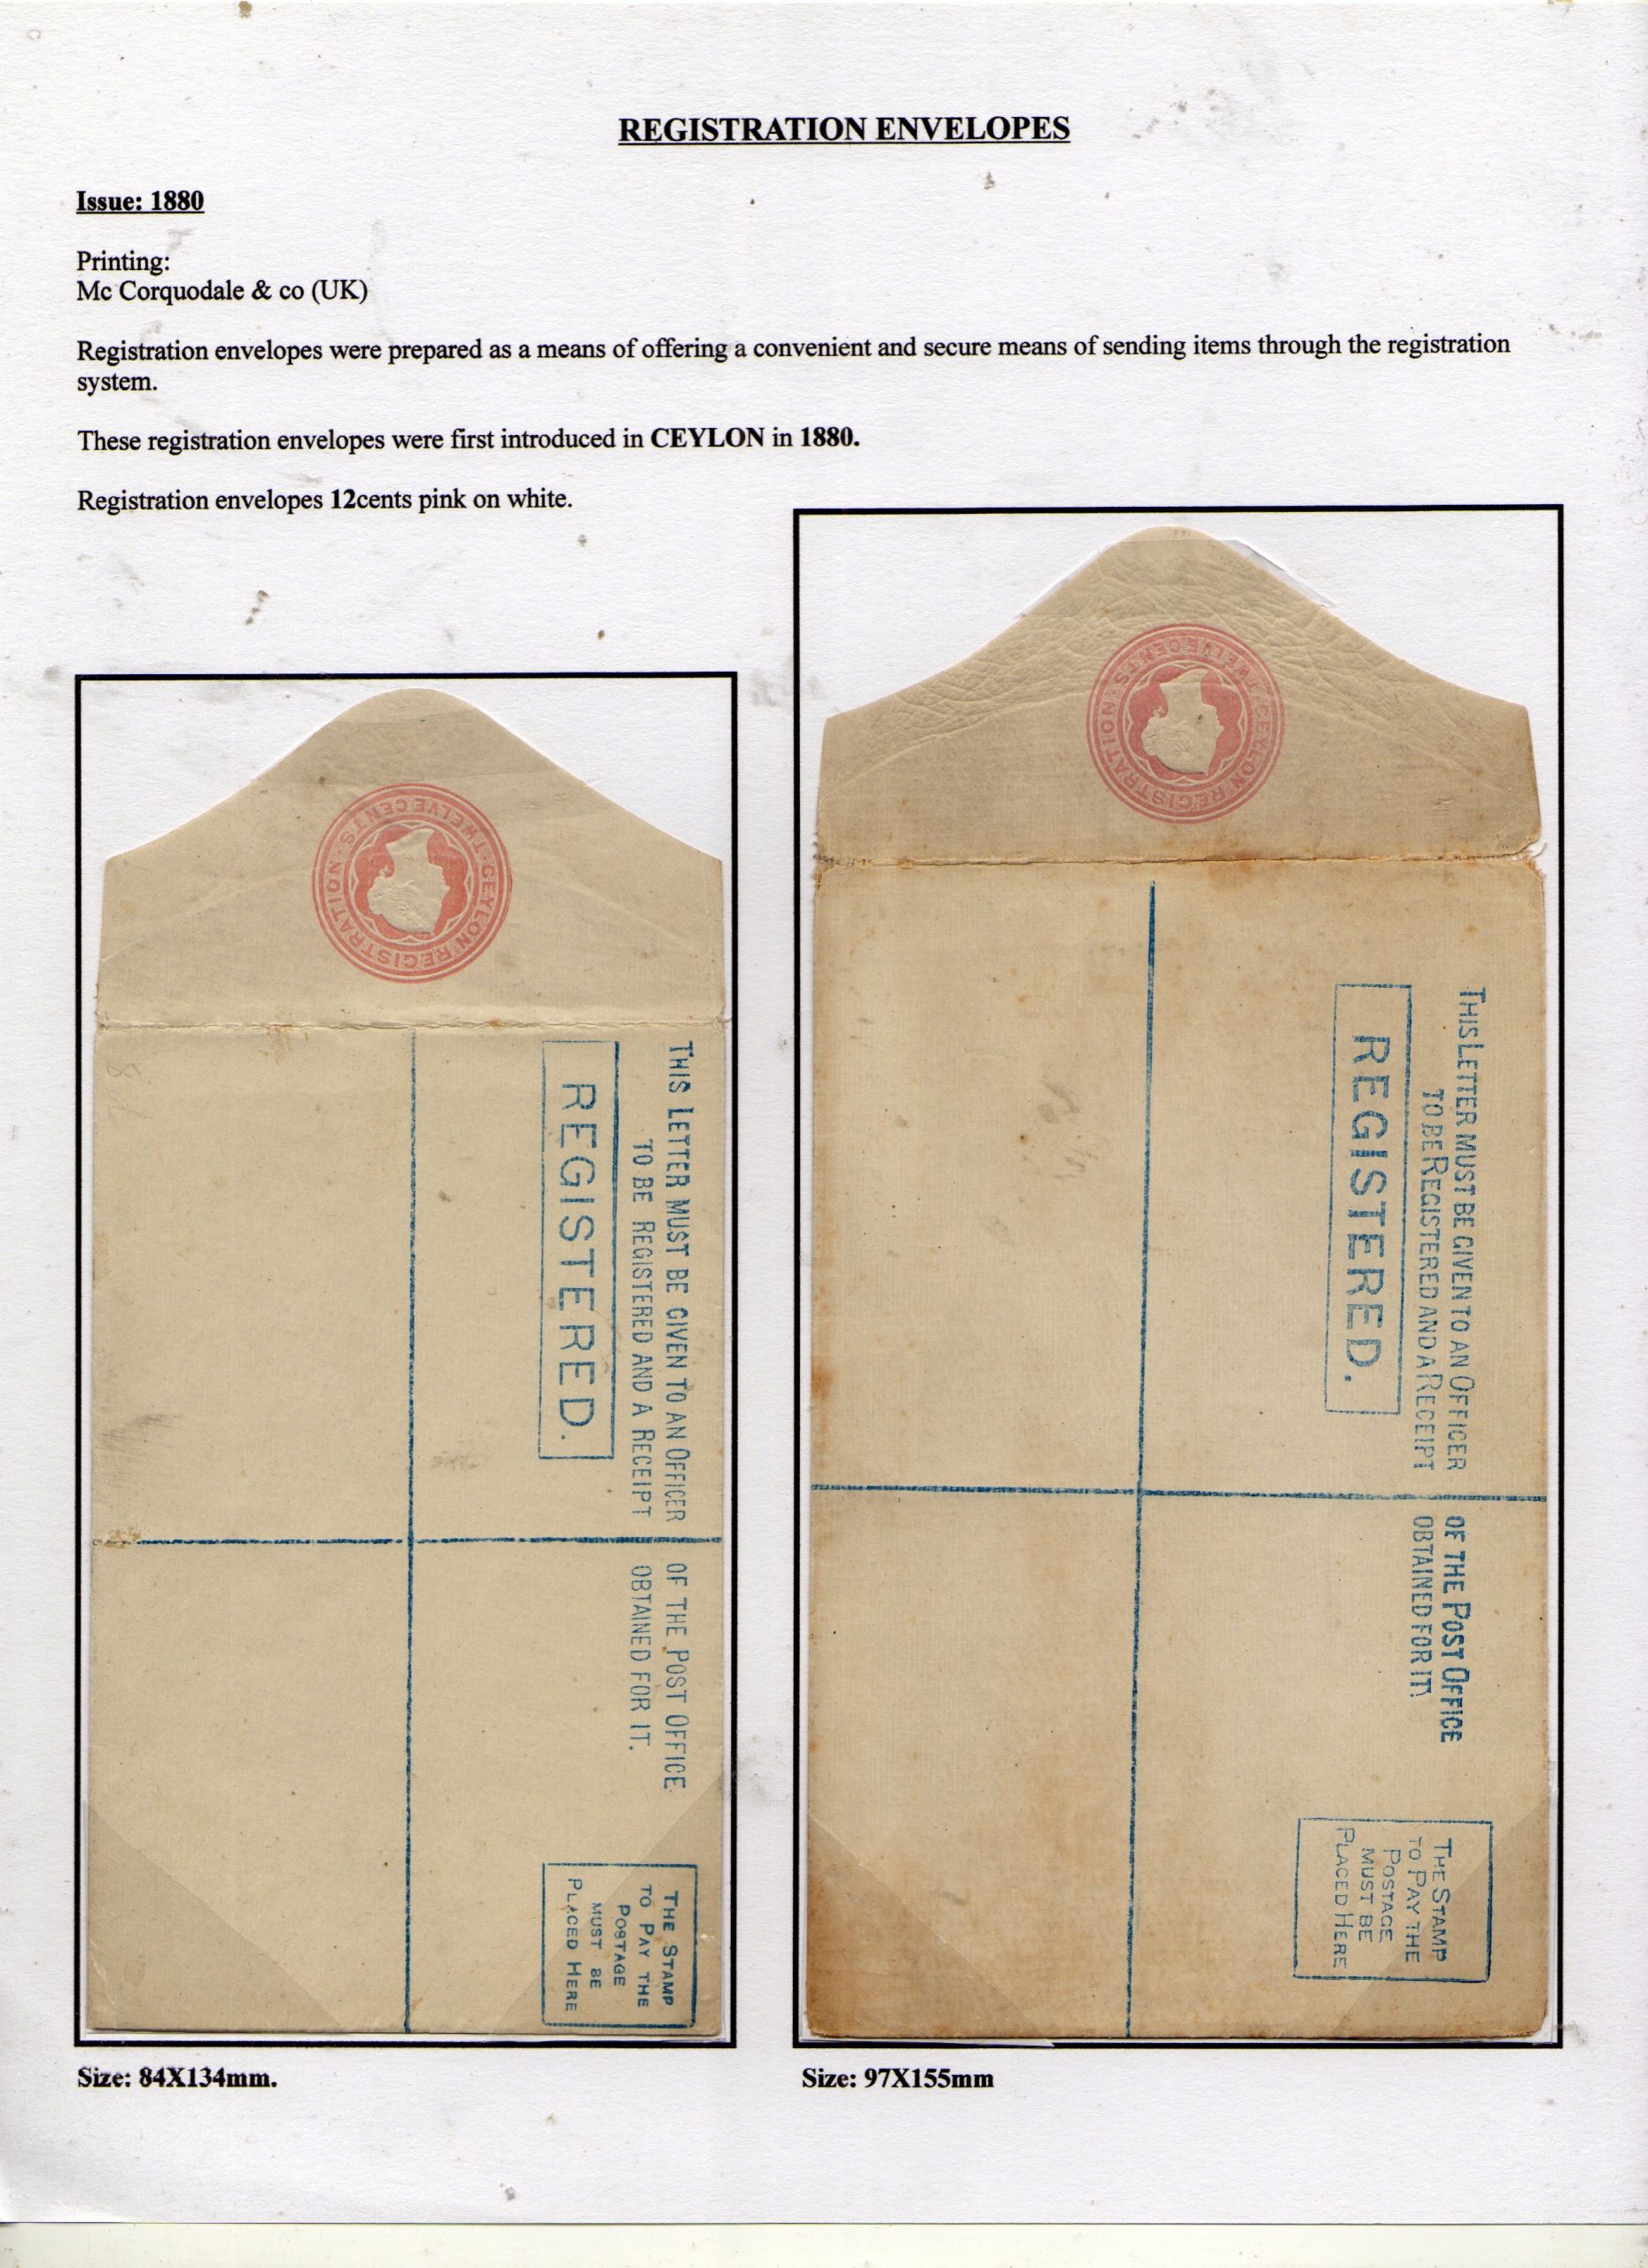 REGISTRATION ENVELOPES
Issue: 1880
Printing:
Mc Corquodale & co (UK)
Registration envelopes were prepared as a means of offering a convenient and secure means of sending items through the registration
system.
These registration envelopes were first introduced in CEYLON in 1880.
Registration envelopes 12cents pink on white.
CEYLON REGISTRATION
TWELVE CENTS
THIS LETTER MUST BE GIVEN TO AN OFFICER OF THE POST OFFICE
TO BE REGISTERED AND A RECEIPT OBTAINED FOR IT.
REGISTERED.
THE STAMP
TO PAY THE
POSTAGE
MUST BE
PLACED HERE
Size: 84X134mm.
CEYLON REGISTRATION
TWELVE CENTS
THIS LETTER MUST BE GIVEN TO AN OFFICER OF THE POST OFFICE
TO BE REGISTERED AND A RECEIPT OBTAINED FOR IT
REGISTERED.
THE STAMP
TO PAY THE
POSTAGE
MUST BE
PLACED HERE
Size: 97X155mm